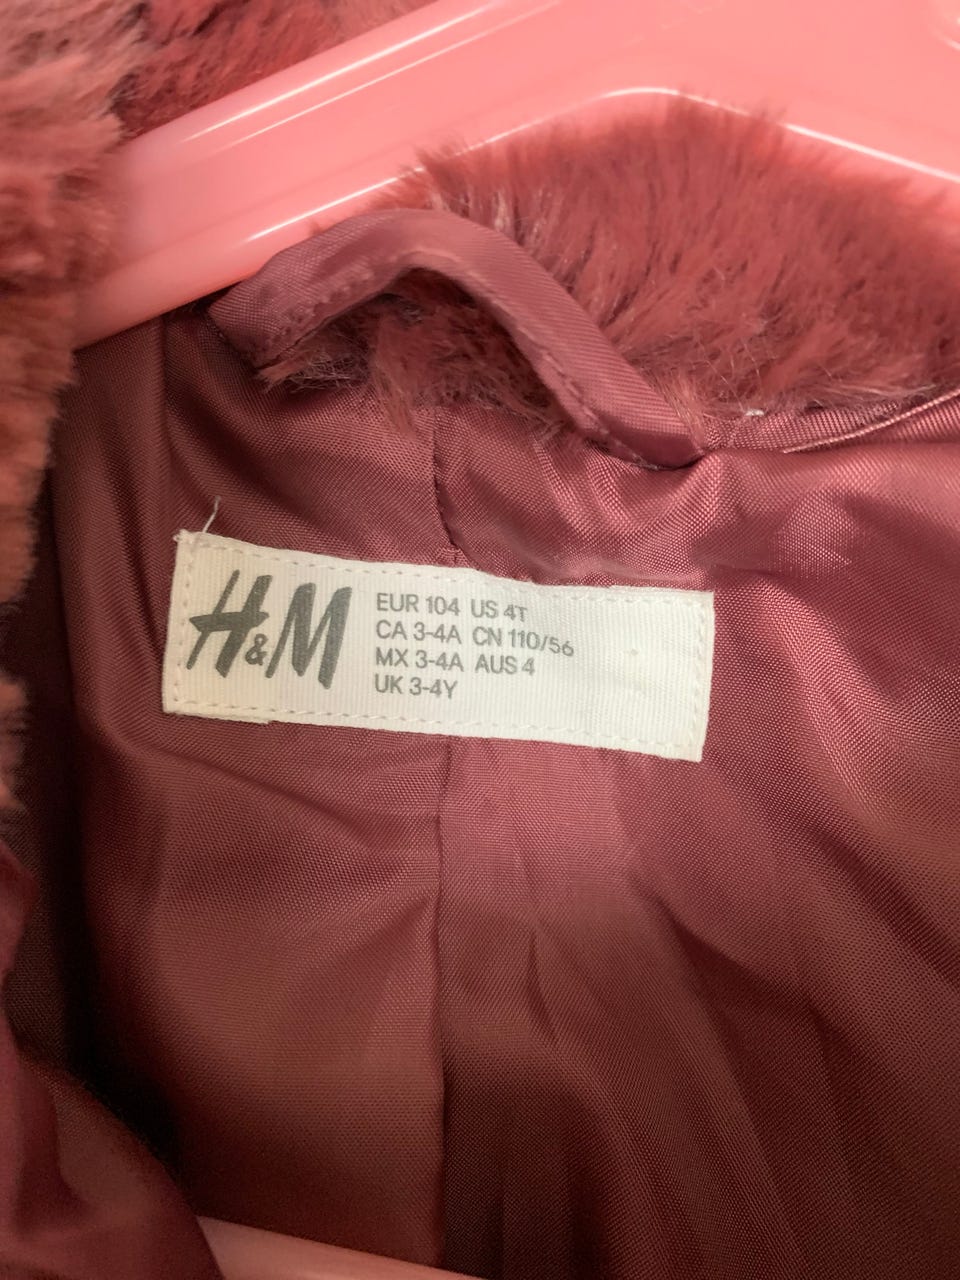 H&M
EUR 104 US 4T
CA 3-4A CN 110/56
MX 3-4A AUS 4
UK 3-4Y